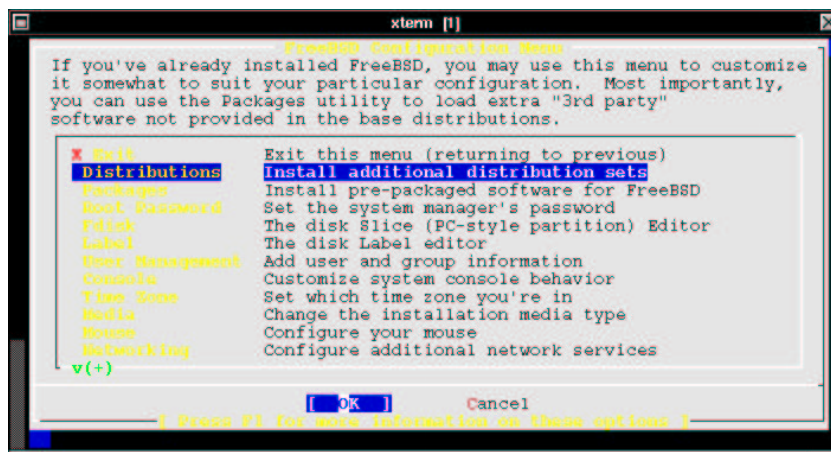 xterm [1]
FreeBSD Configuration Menu
If you've already installed FreeBSD, you may use this menu to customize
it somewhat to suit your particular configuration.  Most importantly,
you can use the Packages utility to load extra "3rd party"
software not provided in the base distributions.
X Exit Exit this menu (returning to previous)
Distributions Install additional distribution sets
Packages Install pre-packaged software for FreeBSD
Root Password Set the system manager's password
Fdisk The disk Slice (PC-style partition) Editor
Label The disk Label editor
User Management Add user and group information
Console Customize system console behavior
Time Zone Set which time zone you're in
Media Change the installation media type
Mouse Configure your mouse
Networking Configure additional network services
v(+)
[ OK ] Cancel
[ Press F1 for more information on these options ]